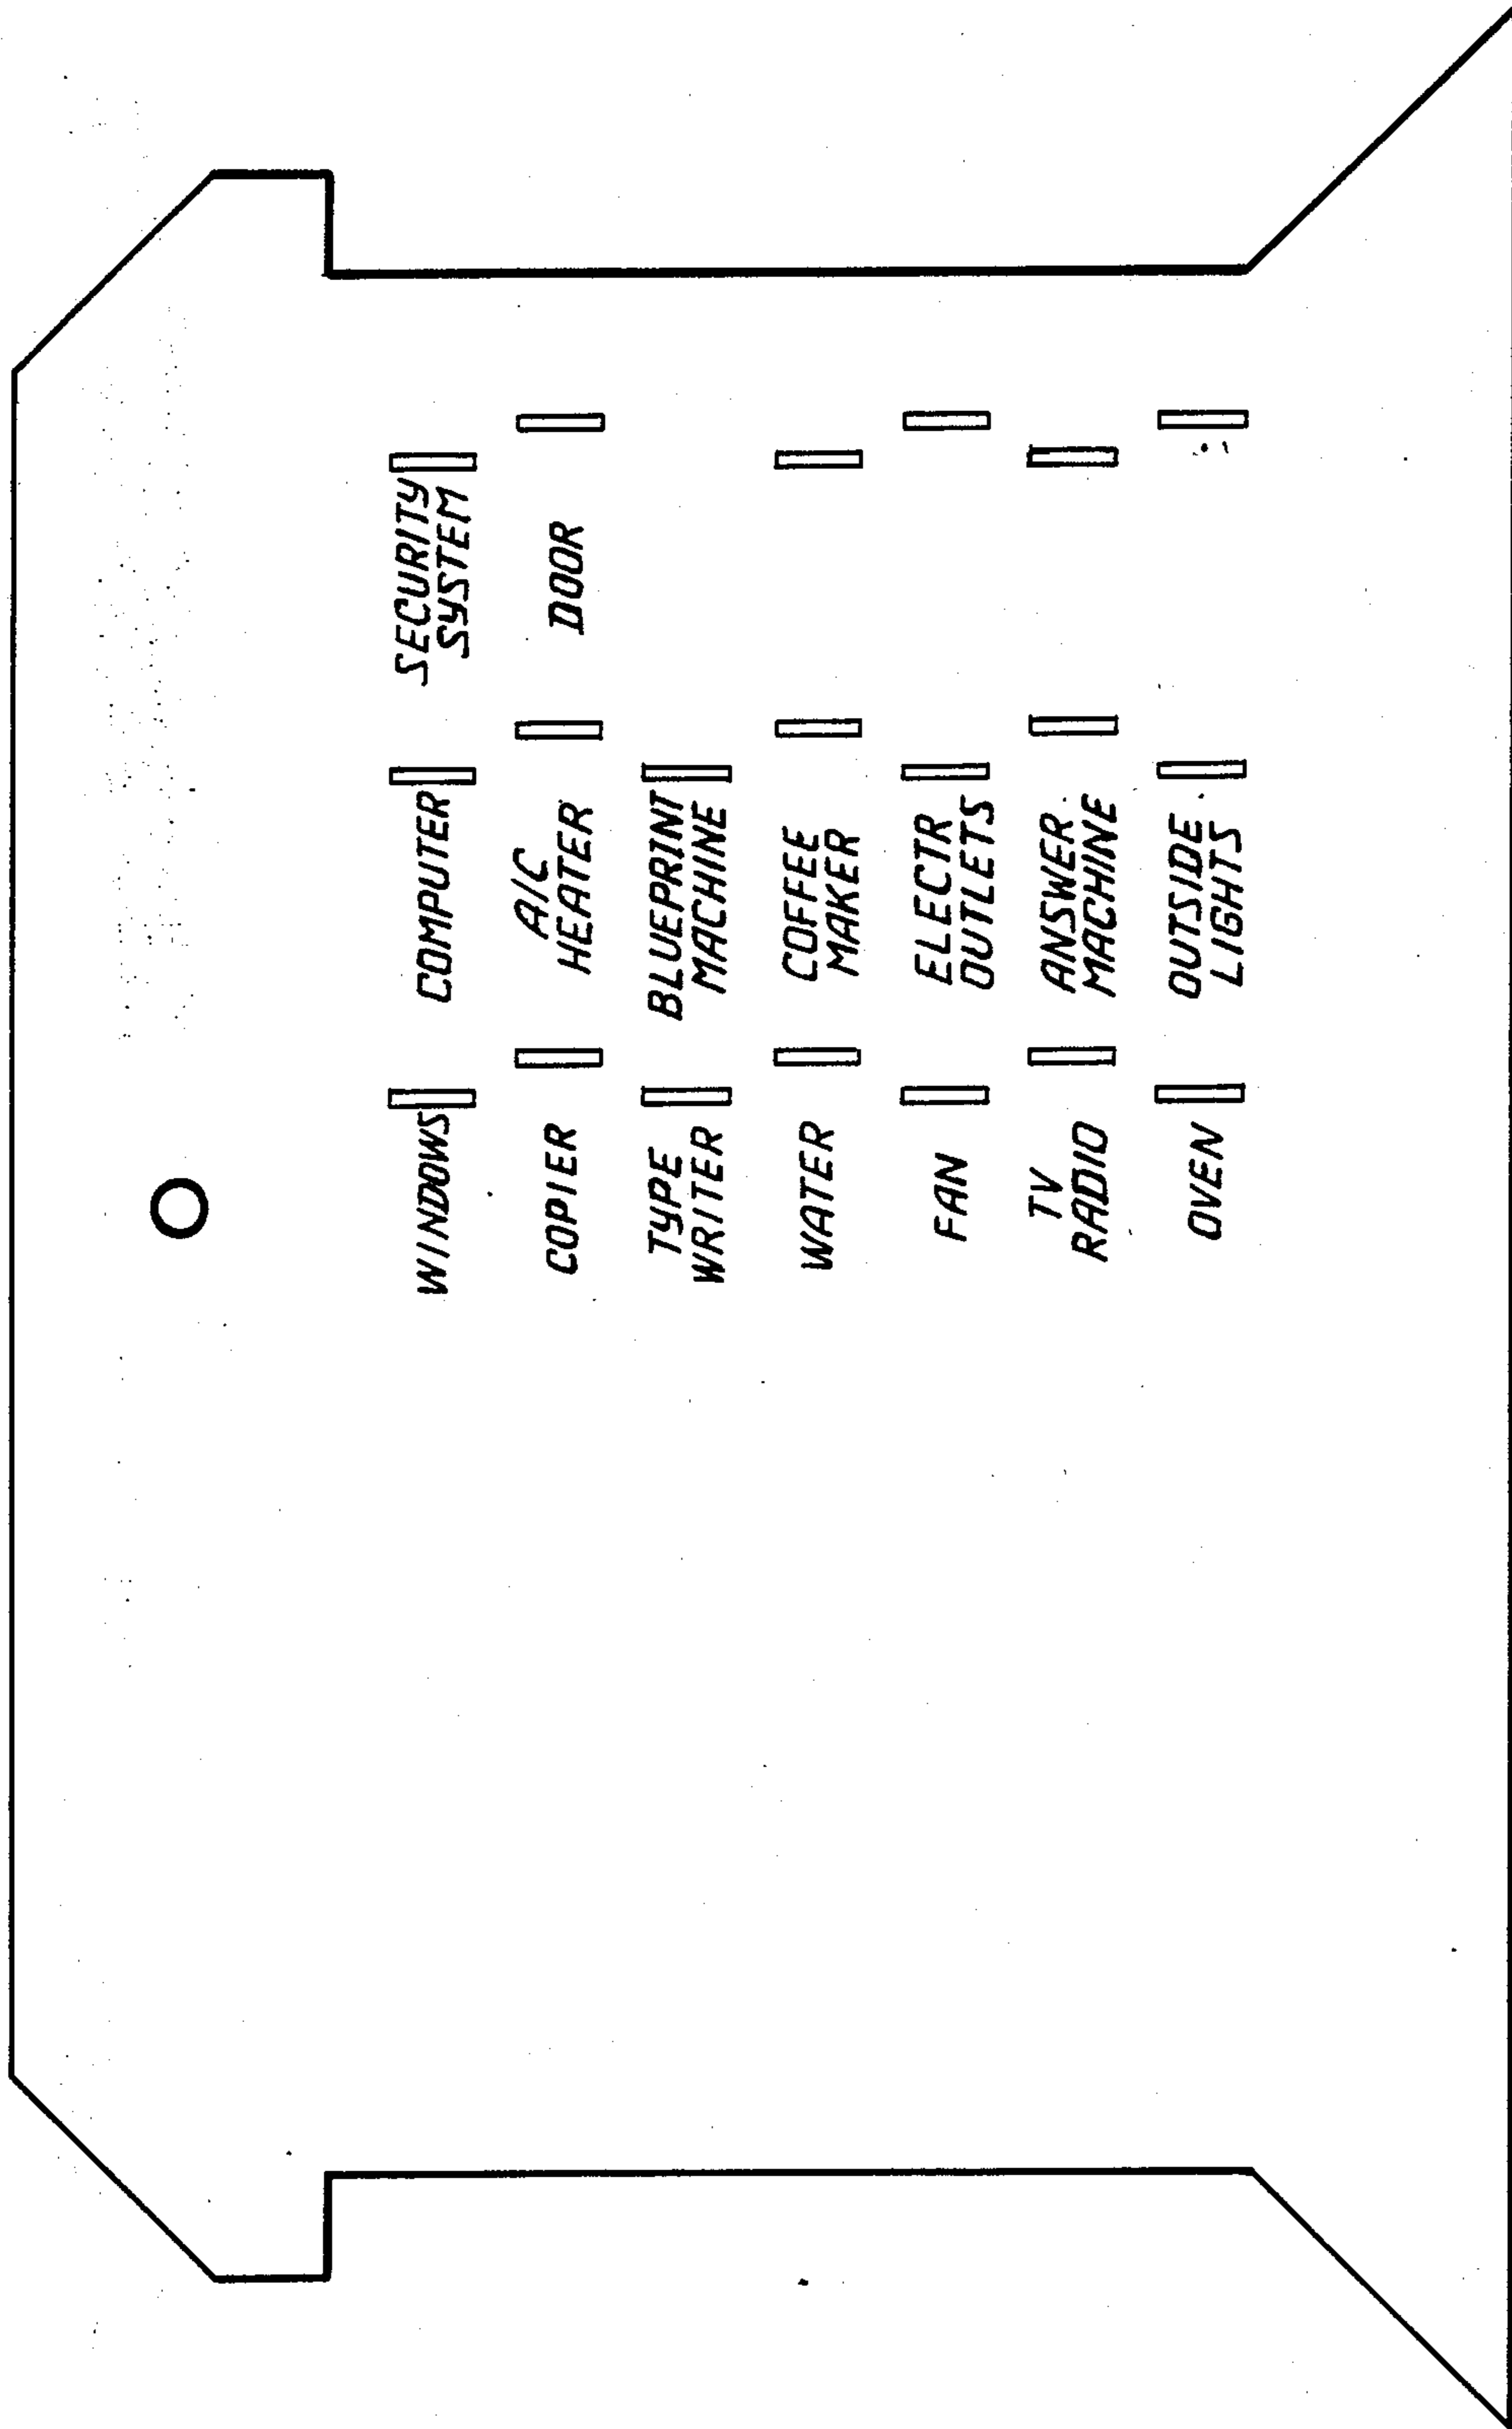 WINDOWS
COMPUTER
SECURITY
SYSTEM
COPIER
A/C
HEATER
DOOR
TYPE
WRITER
BLUEPRINT
MACHINE
WATER
COFFEE
MAKER
FAN
ELECTR
OUTLETS
TV
RADIO
ANSWER
MACHINE
OVEN
OUTSIDE
LIGHTS